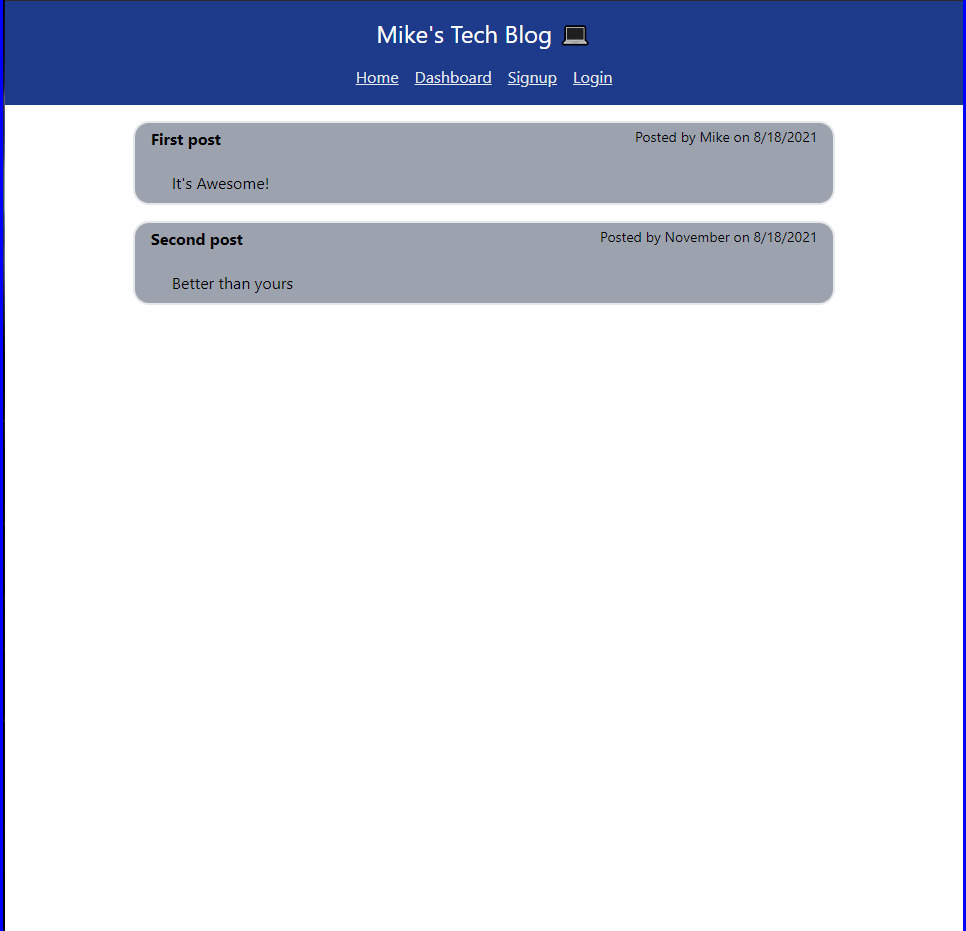 Mike's Tech Blog 💻
Home Dashboard Signup Login
First post Posted by Mike on 8/18/2021
It's Awesome!
Second post Posted by November on 8/18/2021
Better than yours